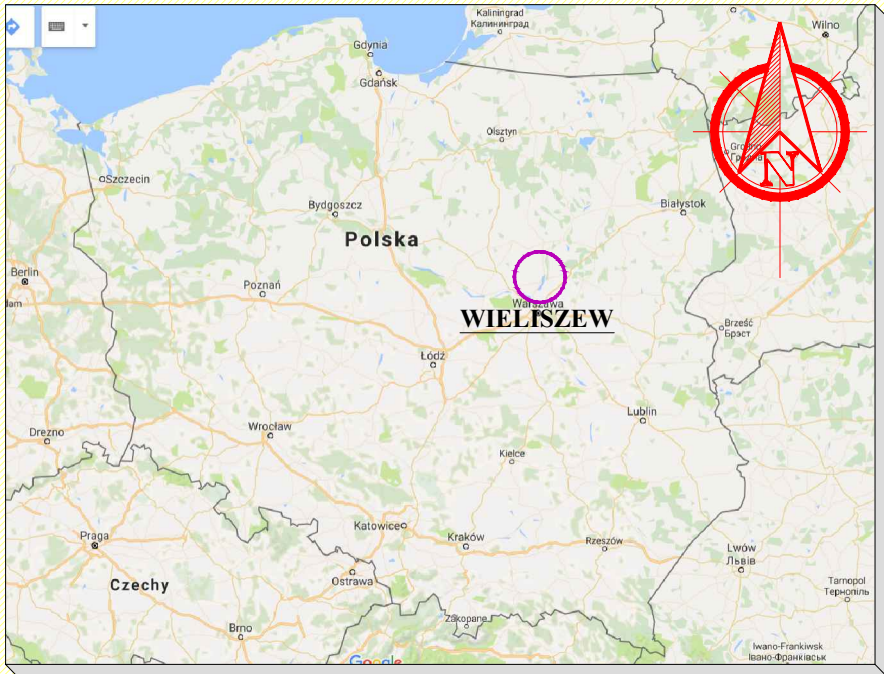 Kaliningrad
Калининград
Wilno
Gdynia
Gdańsk
Olsztyn
N
Szczecin
Białystok
Bydgoszcz
Polska
Berlin
Poznań
Warszawa
WIELISZEW
Brześć
Брэст
Łódź
Lublin
Wrocław
Drezno
Kielce
Katowice
Praga
Kraków
Rzeszów
Lwów
Львів
Czechy
Ostrawa
Tarnopol
Тернопіль
Zakopane
Brno
Iwano-Frankiwsk
Івано-Франківськ
Google